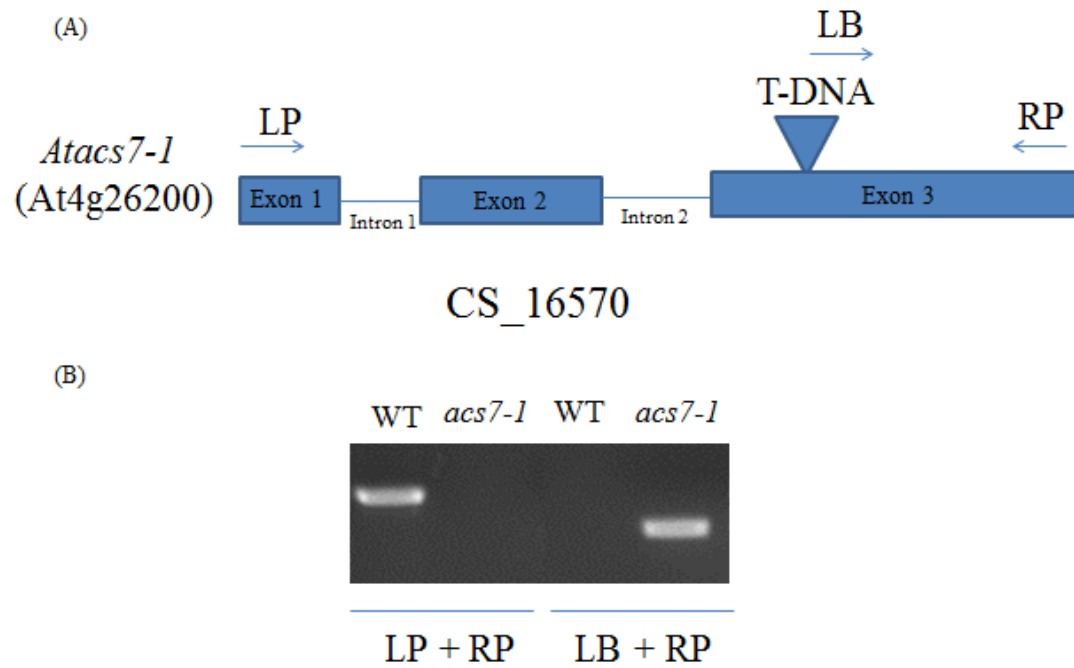 (A)
LB
T-DNA
LP
RP
Atacs7-1
(At4g26200)
Exon 1
Intron 1
Exon 2
Intron 2
Exon 3
CS_16570
(B)
WT acs7-1 WT acs7-1
LP + RP LB + RP